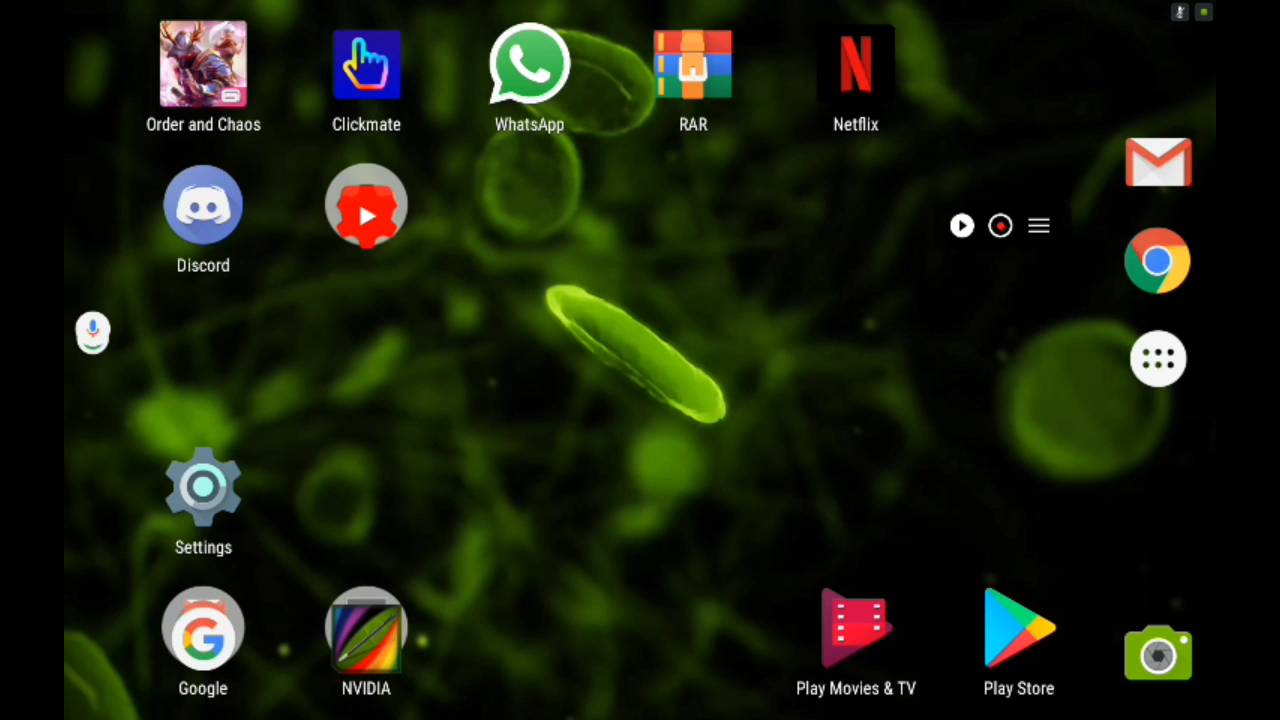 Order and Chaos
Clickmate
WhatsApp
RAR
Netflix
Discord
Settings
Google
NVIDIA
Play Movies & TV
Play Store